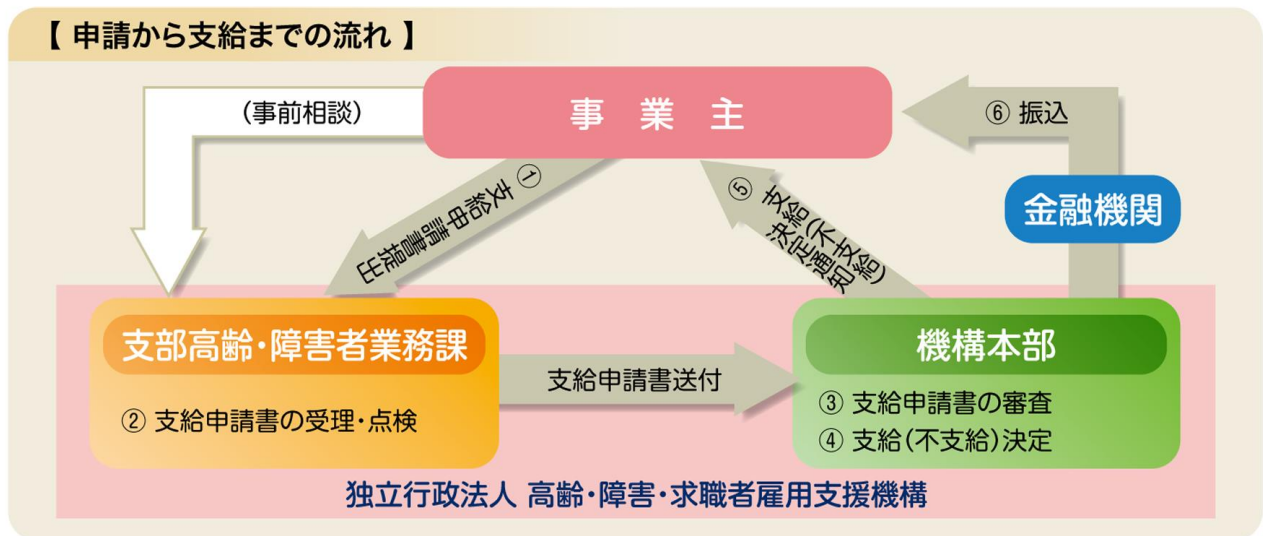 【 申請から支給までの流れ 】
(事前相談)
事 業 主
⑥ 振込
① 支給申請書提出
⑤ 支給(不支給)
決定通知
金融機関
支部高齢・障害者業務課
② 支給申請書の受理・点検
支給申請書送付
機構本部
③ 支給申請書の審査
④ 支給(不支給)決定
独立行政法人 高齢・障害・求職者雇用支援機構